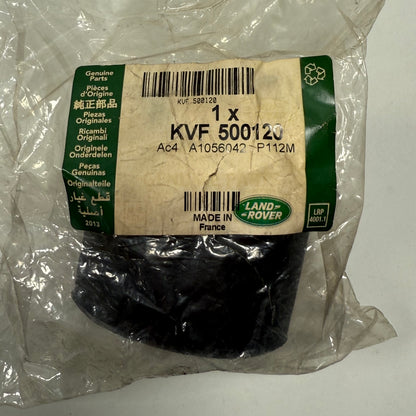 Genuine
Parts
Pièces
d'Origine
純正部品
Piezas
Originales
Ricambi
Originali
Originele
Onderdelen
Peças
Genuinas
Originalteile
قطع غيار
أصلية
2013
KVF 500120
1 x
KVF 500120
Ac4 A1056042 P112M
MADE IN
France
LAND-
ROVER
LRP
4001.1